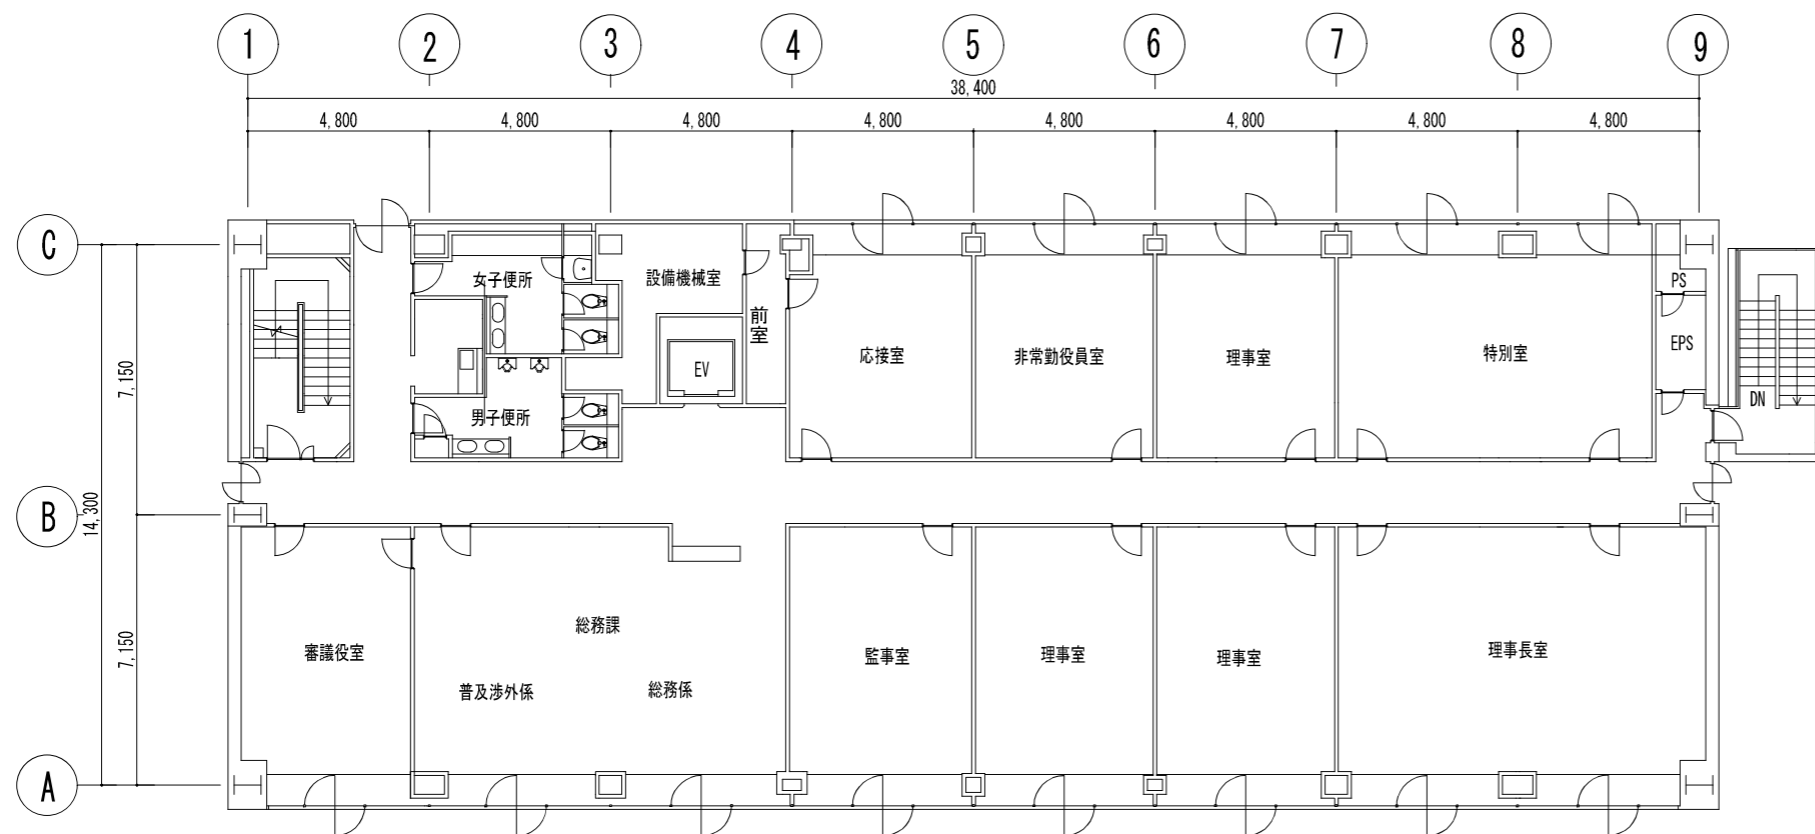 1 2 3 4 5 6 7 8 9
38,400
4,800 4,800 4,800 4,800 4,800 4,800 4,800 4,800
C
女子便所
設備機械室
前室
PS
EPS
EV
応接室
非常勤役員室
理事室
特別室
7,150
DN
男子便所
B
14,300
総務課
審議役室
監事室
理事室
理事室
理事長室
7,150
普及渉外係
総務係
A